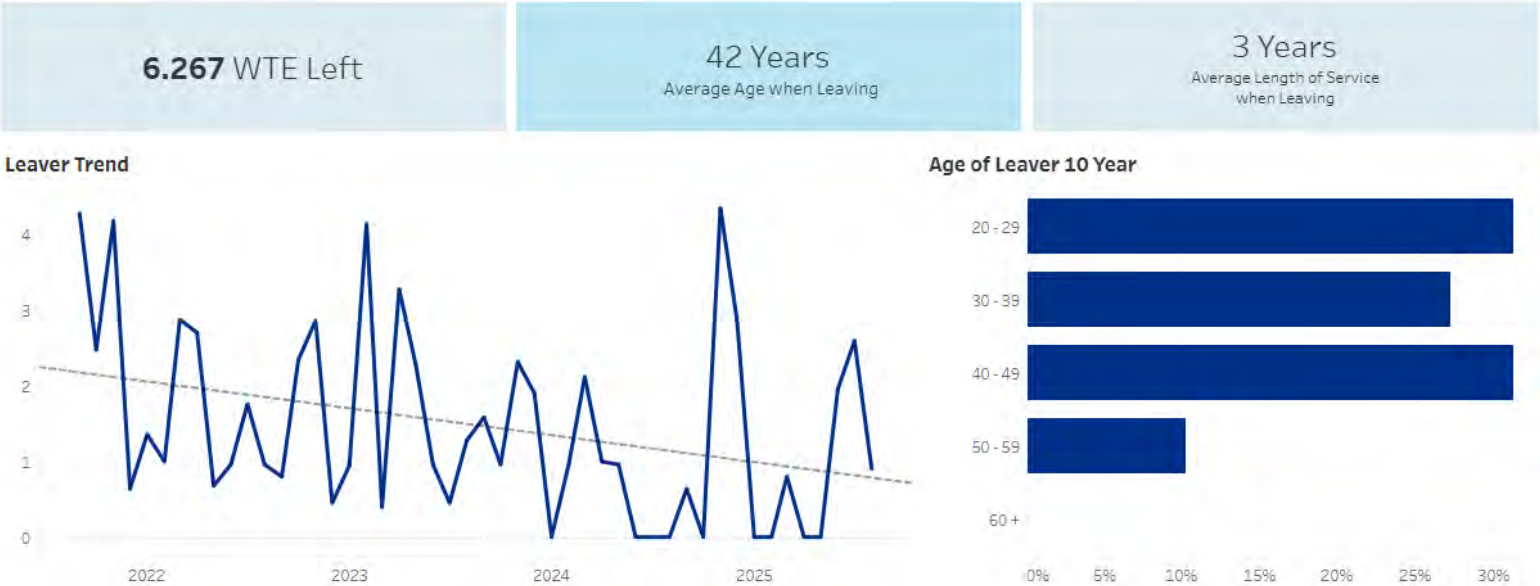 6.267 WTE Left
42 Years
Average Age when Leaving
3 Years
Average Length of Service
when Leaving
Leaver Trend
4
3
2
1
0
2022 2023 2024 2025
Age of Leaver 10 Year
20 - 29
30 - 39
40 - 49
50 - 59
60 +
0% 5% 10% 15% 20% 25% 30%